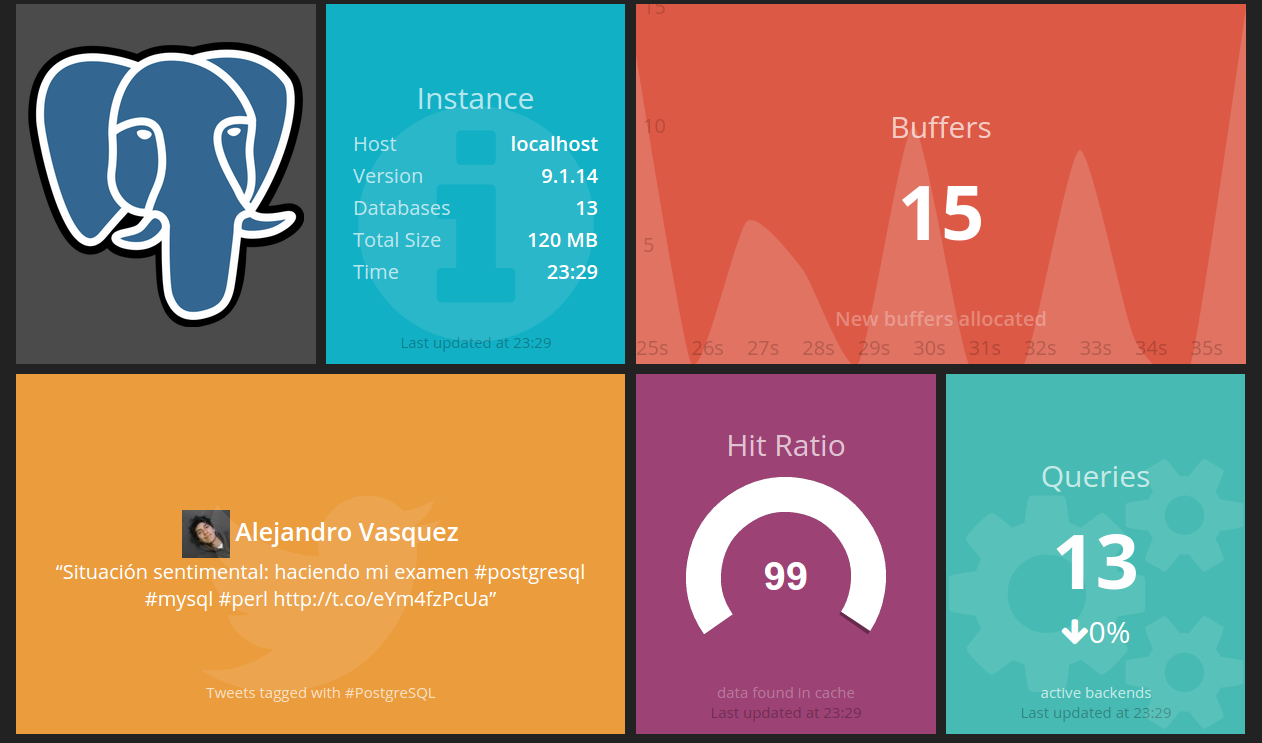 Instance
Host localhost
Version 9.1.14
Databases 13
Total Size 120 MB
Time 23:29
Last updated at 23:29
15
10
5
Buffers
15
New buffers allocated
25s 26s 27s 28s 29s 30s 31s 32s 33s 34s 35s
Alejandro Vasquez
“Situación sentimental: haciendo mi examen #postgresql
#mysql #perl http://t.co/eYm4fzPcUa”
Tweets tagged with #PostgreSQL
Hit Ratio
99
data found in cache
Last updated at 23:29
Queries
13
0%
active backends
Last updated at 23:29